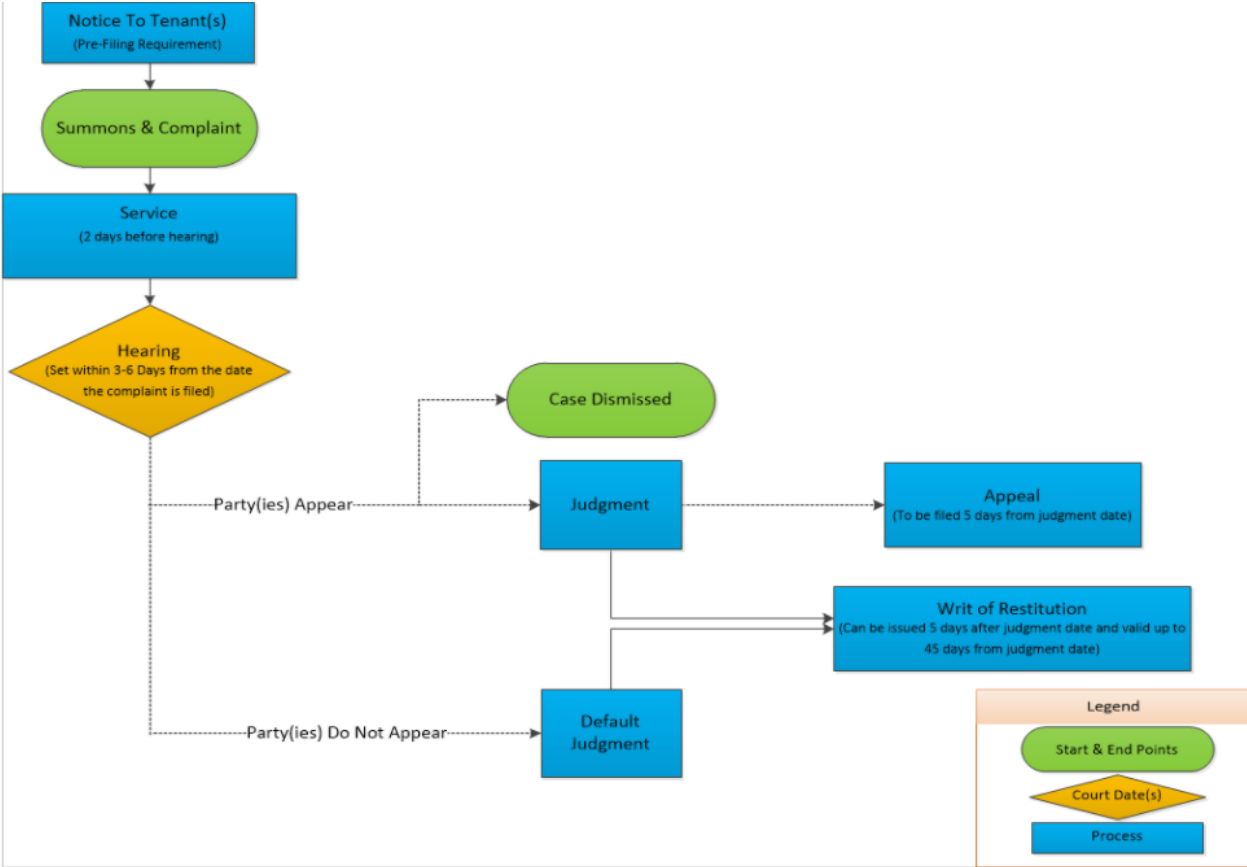 Notice To Tenant(s)
(Pre-Filing Requirement)
Summons & Complaint
Service
(2 days before hearing)
Hearing
(Set within 3-6 Days from the date
the complaint is filed)
Case Dismissed
Party(ies) Appear
Judgment
Appeal
(To be filed 5 days from judgment date)
Writ of Restitution
(Can be issued 5 days after judgment date and valid up to
45 days from judgment date)
Party(ies) Do Not Appear
Default
Judgment
Legend
Start & End Points
Court Date(s)
Process